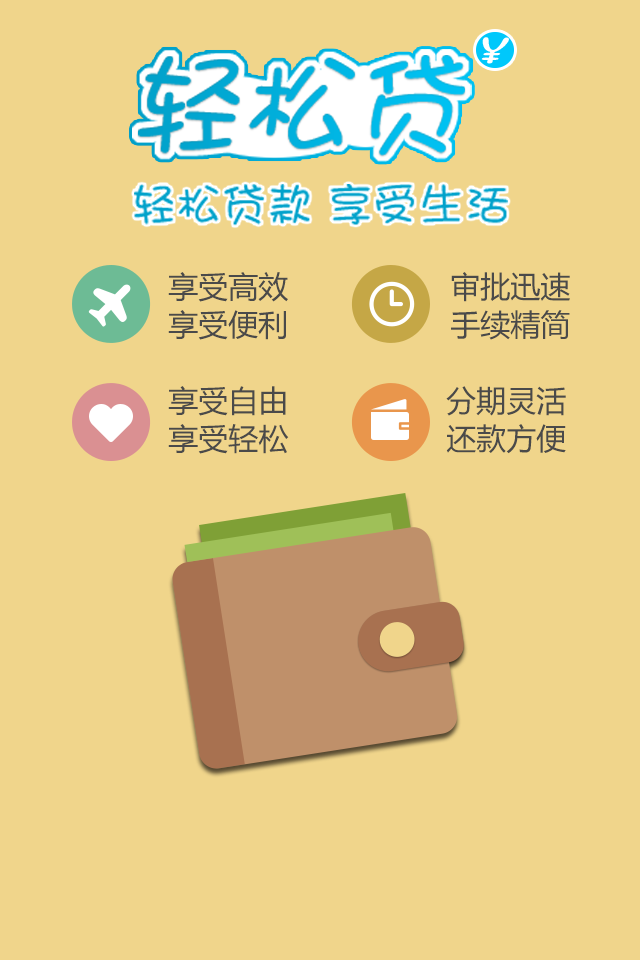 轻松贷¥
轻松贷款 享受生活
享受高效
享受便利
审批迅速
手续精简
享受自由
享受轻松
分期灵活
还款方便